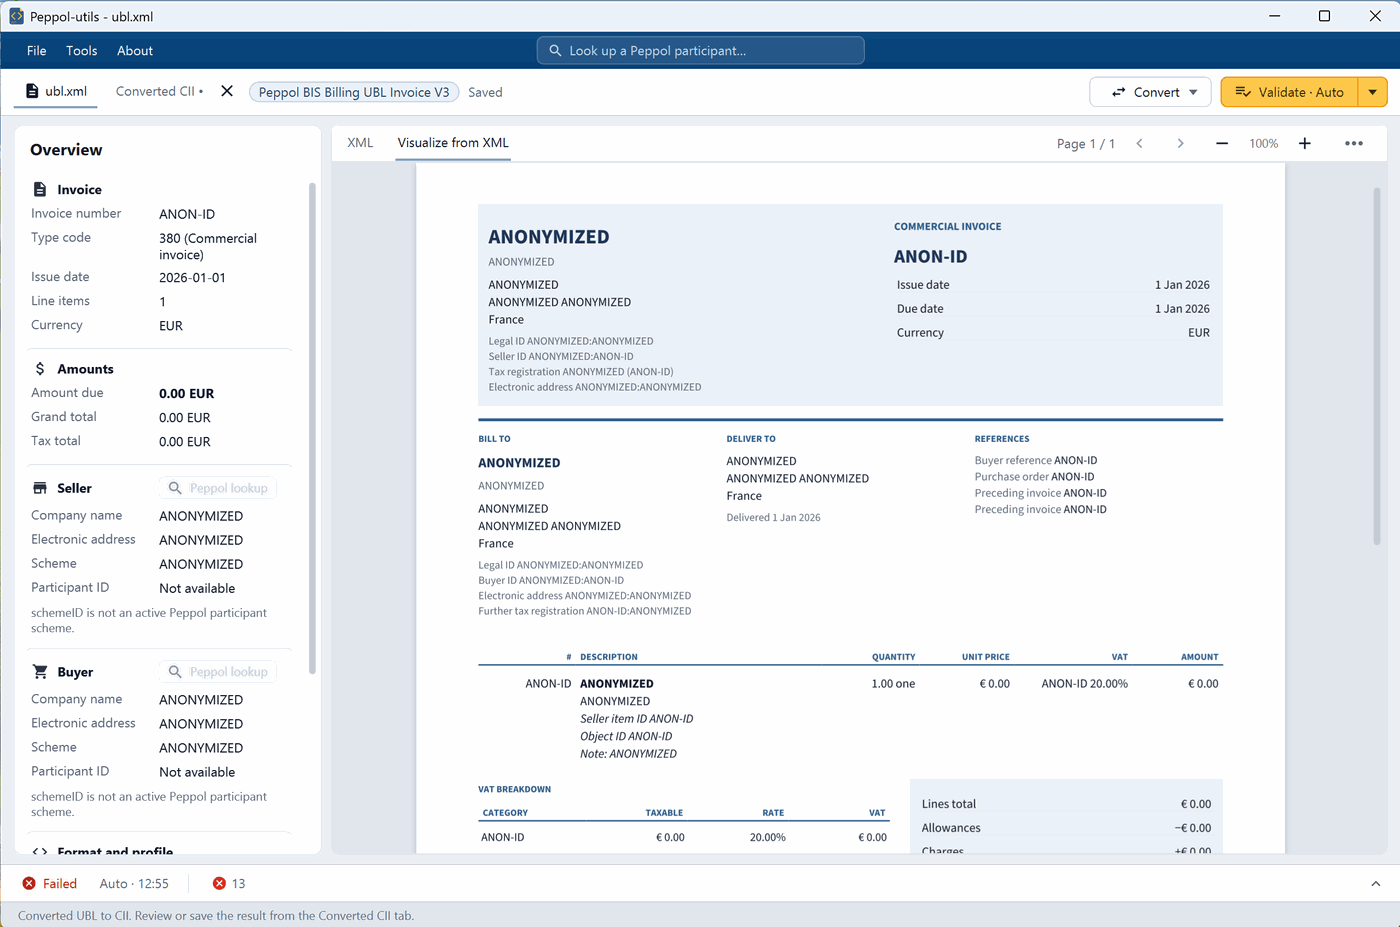 Peppol-utils - ubl.xml
File Tools About
Look up a Peppol participant...
ubl.xml Converted CII • Peppol BIS Billing UBL Invoice V3 Saved
Convert Validate · Auto
Overview
Invoice
Invoice number ANON-ID
Type code 380 (Commercial
invoice)
Issue date 2026-01-01
Line items 1
Currency EUR
$ Amounts
Amount due 0.00 EUR
Grand total 0.00 EUR
Tax total 0.00 EUR
Seller Peppol lookup
Company name ANONYMIZED
Electronic address ANONYMIZED
Scheme ANONYMIZED
Participant ID Not available
schemeID is not an active Peppol participant
scheme.
Buyer Peppol lookup
Company name ANONYMIZED
Electronic address ANONYMIZED
Scheme ANONYMIZED
Participant ID Not available
schemeID is not an active Peppol participant
scheme.
Format and profile
XML Visualize from XML
Page 1 / 1 100%
ANONYMIZED
ANONYMIZED
ANONYMIZED
ANONYMIZED ANONYMIZED
France
Legal ID ANONYMIZED:ANONYMIZED
Seller ID ANONYMIZED:ANON-ID
Tax registration ANONYMIZED (ANON-ID)
Electronic address ANONYMIZED:ANONYMIZED
COMMERCIAL INVOICE
ANON-ID
Issue date 1 Jan 2026
Due date 1 Jan 2026
Currency EUR
BILL TO
ANONYMIZED
ANONYMIZED
ANONYMIZED
ANONYMIZED ANONYMIZED
France
Legal ID ANONYMIZED:ANONYMIZED
Buyer ID ANONYMIZED:ANON-ID
Electronic address ANONYMIZED:ANONYMIZED
Further tax registration ANON-ID:ANONYMIZED
DELIVER TO
ANONYMIZED
ANONYMIZED ANONYMIZED
France
Delivered 1 Jan 2026
REFERENCES
Buyer reference ANON-ID
Purchase order ANON-ID
Preceding invoice ANON-ID
Preceding invoice ANON-ID
# DESCRIPTION QUANTITY UNIT PRICE VAT AMOUNT
ANON-ID ANONYMIZED 1.00 one € 0.00 ANON-ID 20.00% € 0.00
ANONYMIZED
Seller item ID ANON-ID
Object ID ANON-ID
Note: ANONYMIZED
VAT BREAKDOWN
CATEGORY TAXABLE RATE VAT
ANON-ID € 0.00 20.00% € 0.00
Lines total € 0.00
Allowances −€ 0.00
Charges +€ 0.00
Failed Auto · 12:55 13
Converted UBL to CII. Review or save the result from the Converted CII tab.